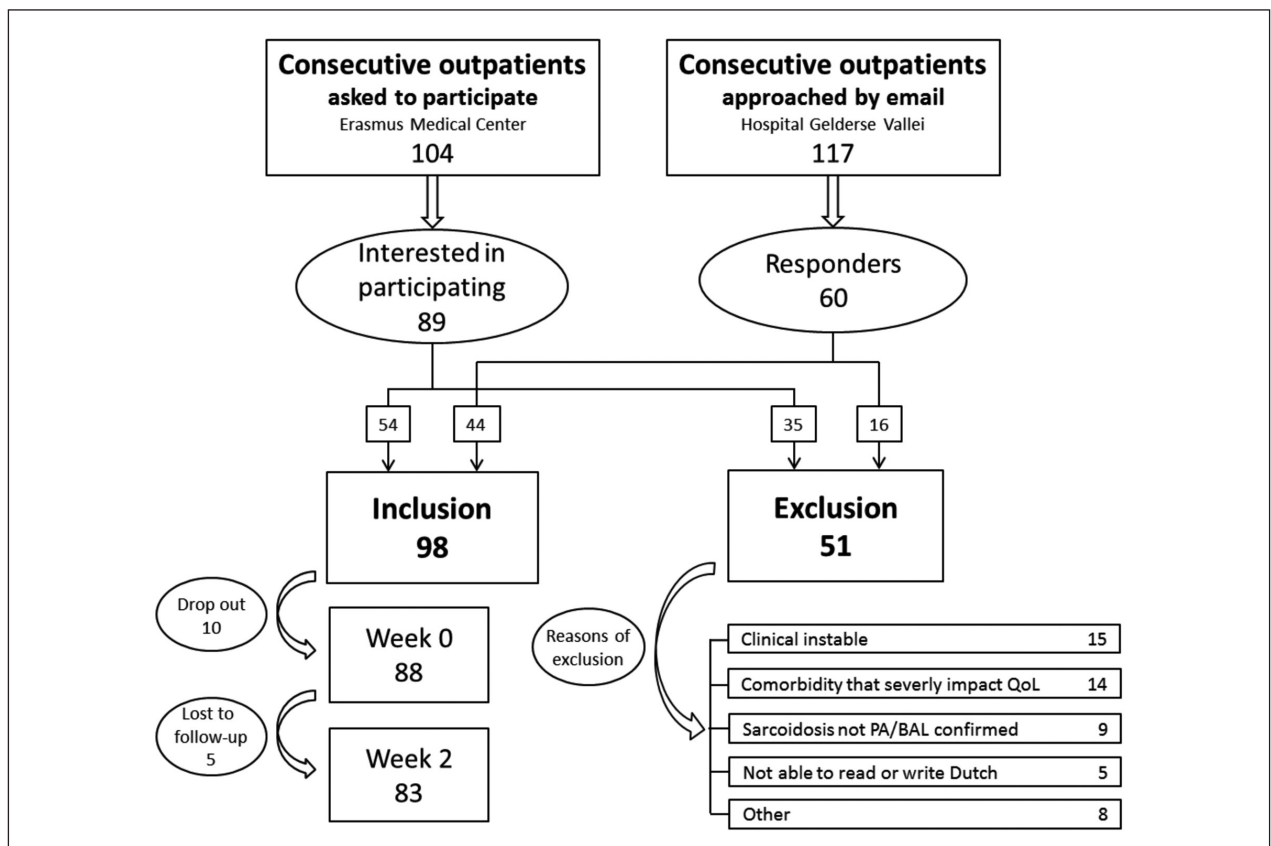 Consecutive outpatients
asked to participate
Erasmus Medical Center
104
Consecutive outpatients
approached by email
Hospital Gelderse Vallei
117
Interested in
participating
89
Responders
60
54
44
35
16
Inclusion
98
Exclusion
51
Drop out
10
Week 0
88
Lost to
follow-up
5
Week 2
83
Reasons of
exclusion
Clinical instable 15
Comorbidity that severly impact QoL 14
Sarcoidosis not PA/BAL confirmed 9
Not able to read or write Dutch 5
Other 8